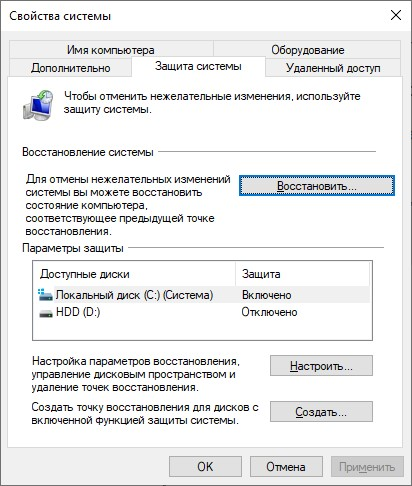 Свойства системы
Имя компьютера
Оборудование
Дополнительно
Защита системы
Удаленный доступ
Чтобы отменить нежелательные изменения, используйте
защиту системы.
Восстановление системы
Для отмены нежелательных изменений
системы вы можете восстановить
состояние компьютера,
соответствующее предыдущей точке
восстановления.
Восстановить...
Параметры защиты
Доступные диски
Защита
Локальный диск (C:) (Система)
Включено
HDD (D:)
Отключено
Настройка параметров восстановления,
управление дисковым пространством и
удаление точек восстановления.
Настроить...
Создать точку восстановления для дисков с
включенной функцией защиты системы.
Создать...
ОК
Отмена
Применить